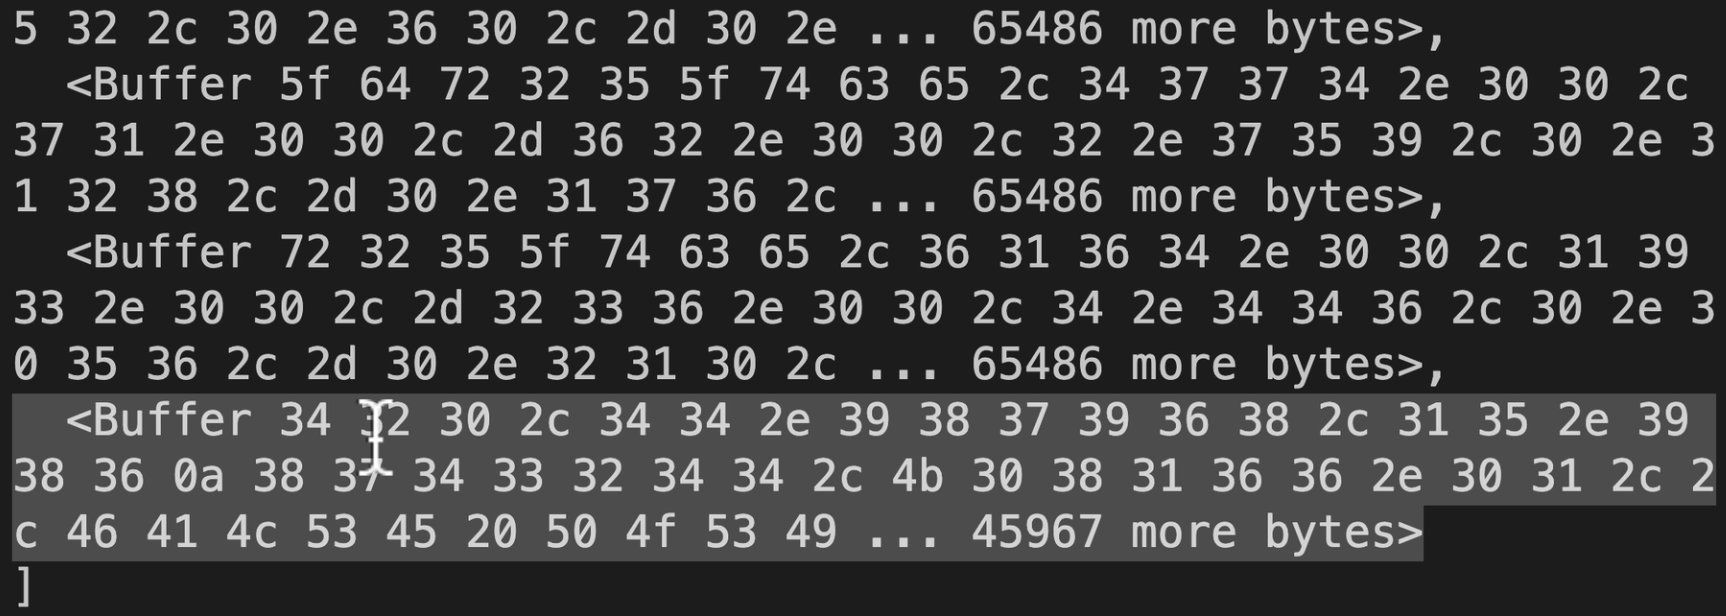 5 32 2c 30 2e 36 30 2c 2d 30 2e ... 65486 more bytes>,
<Buffer 5f 64 72 32 35 5f 74 63 65 2c 34 37 37 34 2e 30 30 2c
37 31 2e 30 30 2c 2d 36 32 2e 30 30 2c 32 2e 37 35 39 2c 30 2e 3
1 32 38 2c 2d 30 2e 31 37 36 2c ... 65486 more bytes>,
<Buffer 72 32 35 5f 74 63 65 2c 36 31 36 34 2e 30 30 2c 31 39
33 2e 30 30 2c 2d 32 33 36 2e 30 30 2c 34 2e 34 34 36 2c 30 2e 3
0 35 36 2c 2d 30 2e 32 31 30 2c ... 65486 more bytes>,
<Buffer 34 32 30 2c 34 34 2e 39 38 37 39 36 38 2c 31 35 2e 39
38 36 0a 38 37 34 33 32 34 34 2c 4b 30 38 31 36 36 2e 30 31 2c 2
c 46 41 4c 53 45 20 50 4f 53 49 ... 45967 more bytes>
]